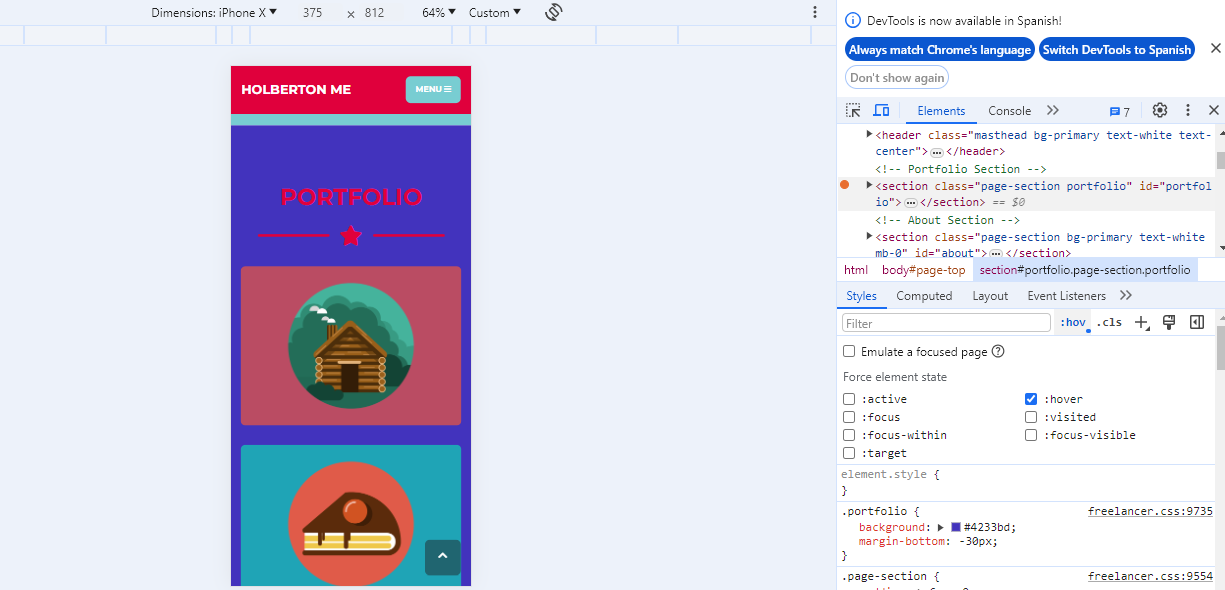 Dimensions: iPhone X ▼ 375 × 812 64% ▼ Custom ▼
HOLBERTON ME
MENU ☰
PORTFOLIO
DevTools is now available in Spanish!
Always match Chrome's language
Switch DevTools to Spanish
Don't show again
Elements Console 7
▶<header class="masthead bg-primary text-white text-
center">…</header>
<!-- Portfolio Section -->
▶<section class="page-section portfolio" id="portfol
io">…</section> == $0
<!-- About Section -->
▶<section class="page-section bg-primary text-white
mb-0" id="about">…</section>
html body#page-top section#portfolio.page-section.portfolio
Styles Computed Layout Event Listeners
Filter :hov .cls
Emulate a focused page
Force element state
:active :hover
:focus :visited
:focus-within :focus-visible
:target
element.style {
}
.portfolio { freelancer.css:9735
background: ▶ #4233bd;
margin-bottom: -30px;
}
.page-section { freelancer.css:9554